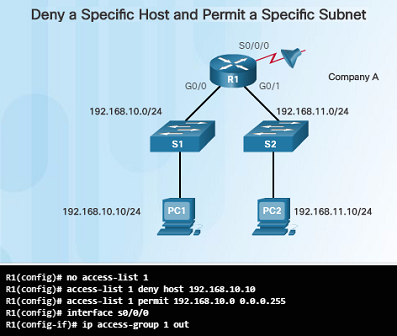 Deny a Specific Host and Permit a Specific Subnet
S0/0/0
R1
Company A
G0/0
G0/1
192.168.10.0/24
192.168.11.0/24
S1
S2
192.168.10.10/24
PC1
PC2
192.168.11.10/24
R1(config)# no access-list 1
R1(config)# access-list 1 deny host 192.168.10.10
R1(config)# access-list 1 permit 192.168.10.0 0.0.0.255
R1(config)# interface s0/0/0
R1(config-if)# ip access-group 1 out